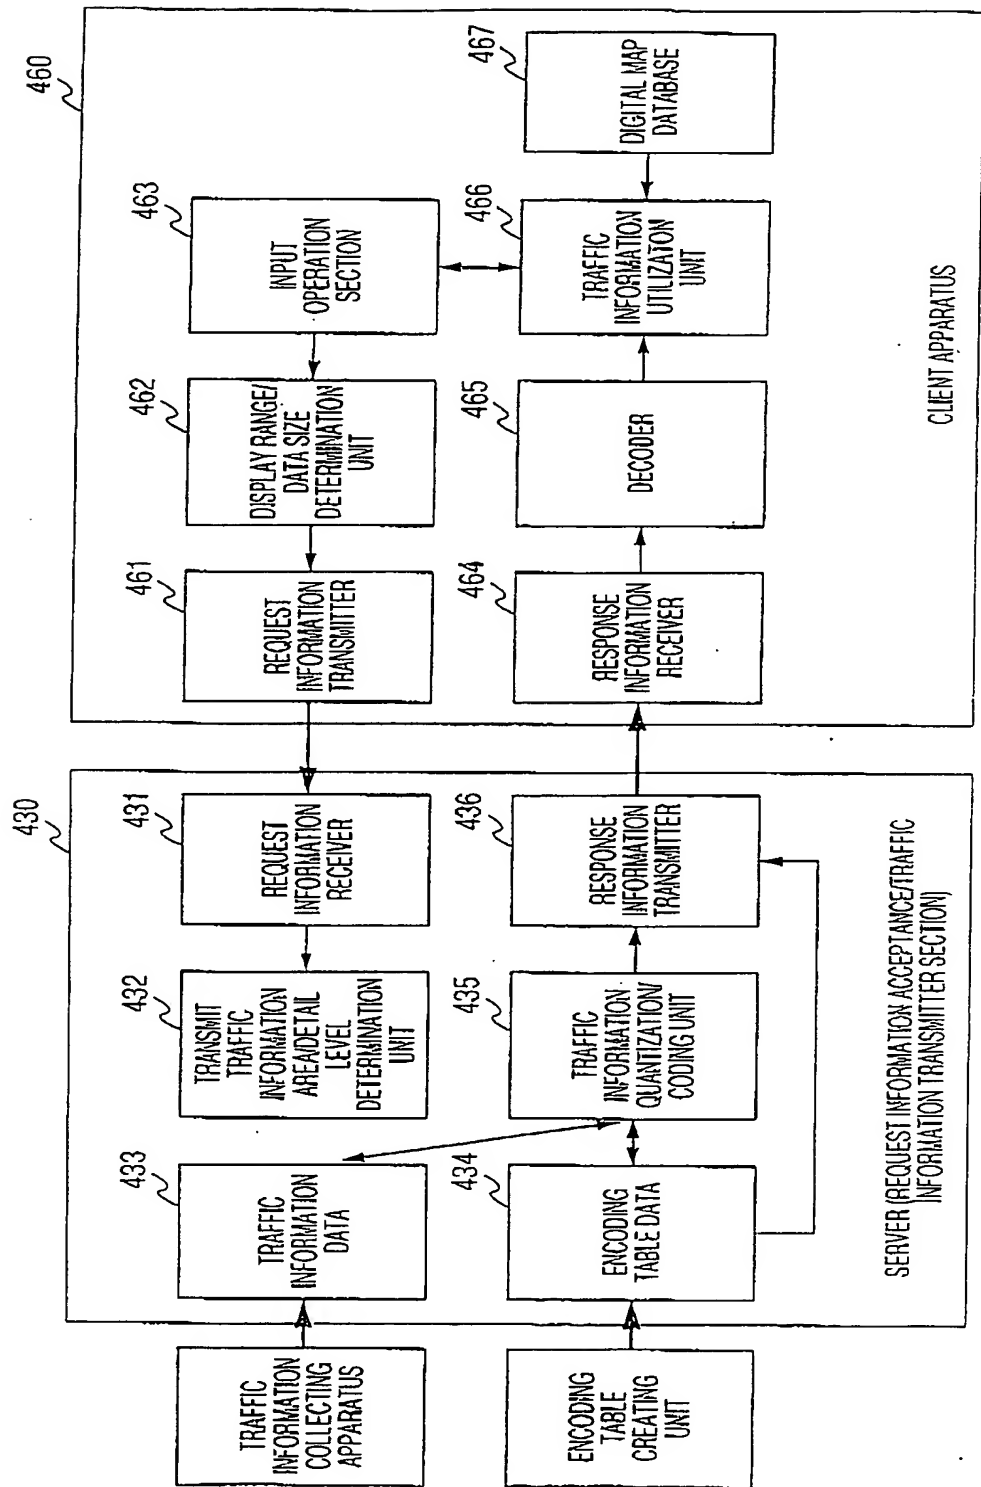 TRAFFIC
INFORMATION
COLLECTING
APPARATUS
ENCODING
TABLE
CREATING
UNIT
430
433
TRAFFIC
INFORMATION
DATA
432
TRANSMIT
TRAFFIC
INFORMATION
AREA/DETAIL
LEVEL
DETERMINATION
UNIT
431
REQUEST
INFORMATION
RECEIVER
434
ENCODING
TABLE DATA
435
TRAFFIC
INFORMATION
QUANTIZATION/
CODING UNIT
436
RESPONSE
INFORMATION
TRANSMITTER
SERVER (REQUEST INFORMATION ACCEPTANCE/TRAFFIC
INFORMATION TRANSMITTER SECTION)
460
461
REQUEST
INFORMATION
TRANSMITTER
462
DISPLAY RANGE/
DATA SIZE
DETERMINATION
UNIT
463
INPUT
OPERATION
SECTION
464
RESPONSE
INFORMATION
RECEIVER
465
DECODER
466
TRAFFIC
INFORMATION
UTILIZATON
UNIT
467
DIGITAL MAP
DATABASE
CLIENT APPARATUS